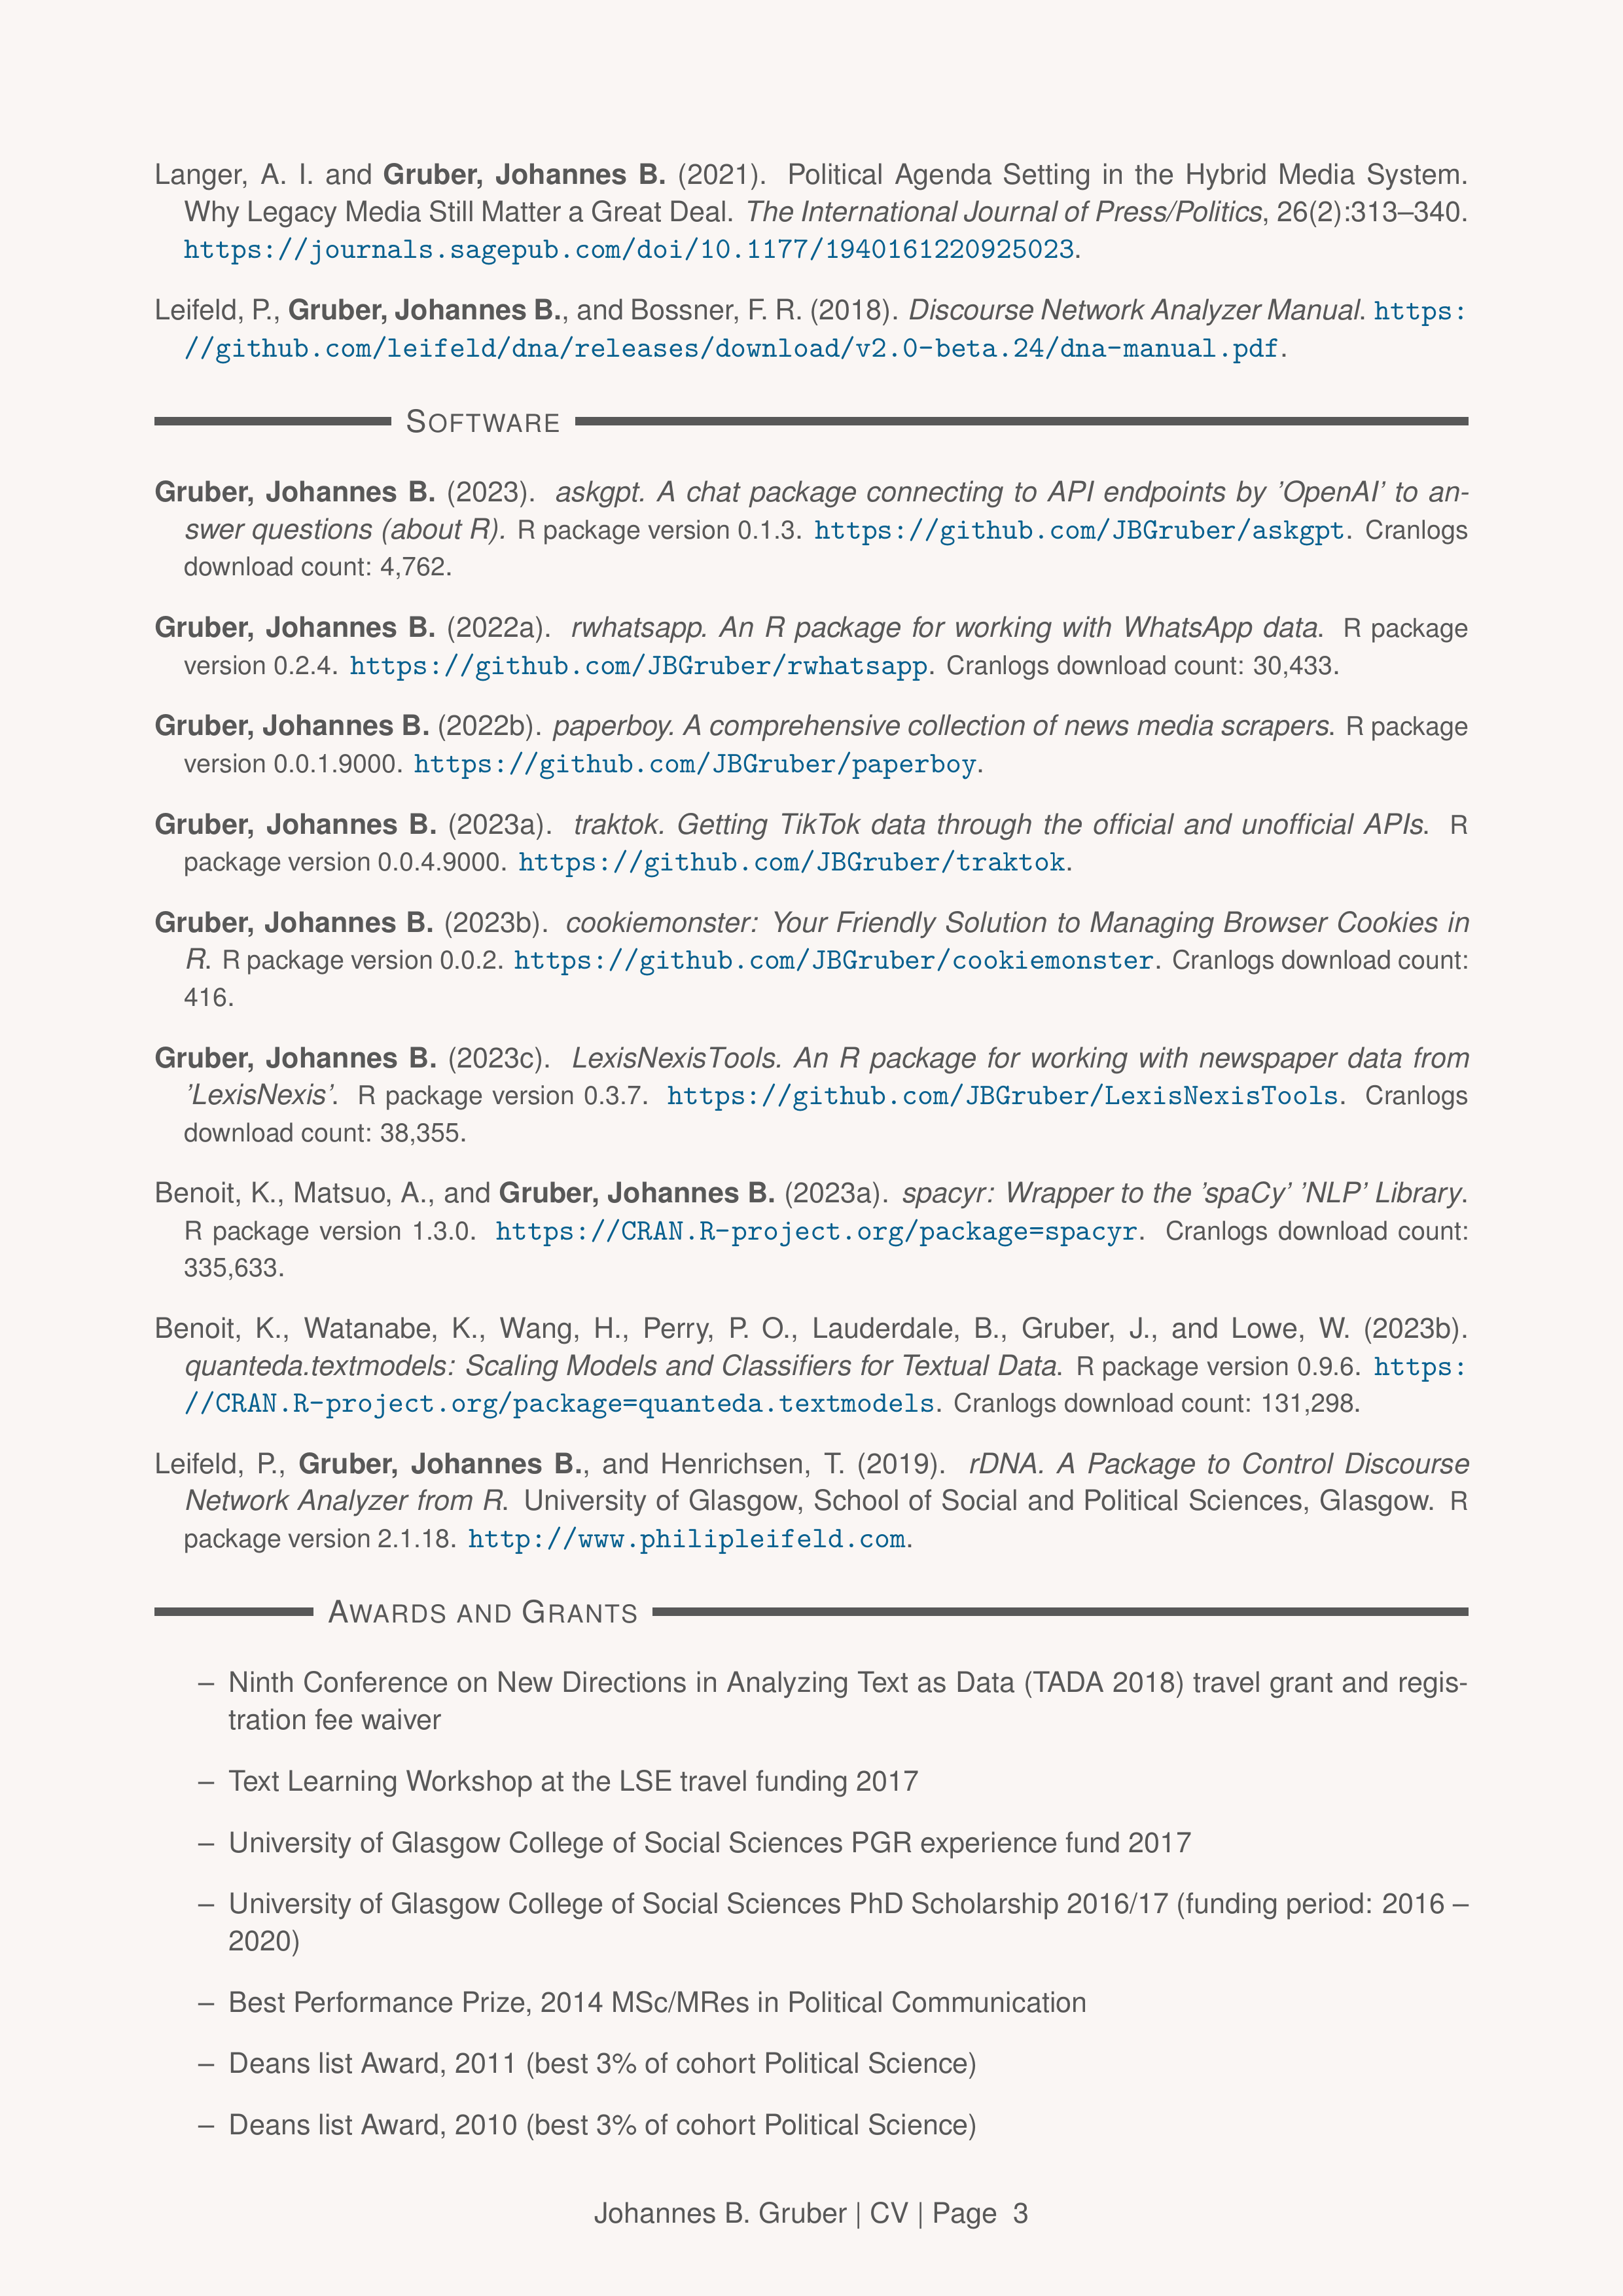 Langer, A. I. and Gruber, Johannes B. (2021). Political Agenda Setting in the Hybrid Media System.
Why Legacy Media Still Matter a Great Deal. The International Journal of Press/Politics, 26(2):313–340.
https://journals.sagepub.com/doi/10.1177/1940161220925023.
Leifeld, P., Gruber, Johannes B., and Bossner, F. R. (2018). Discourse Network Analyzer Manual. https:
//github.com/leifeld/dna/releases/download/v2.0-beta.24/dna-manual.pdf.
SOFTWARE
Gruber, Johannes B. (2023). askgpt. A chat package connecting to API endpoints by ’OpenAI’ to an-
swer questions (about R). R package version 0.1.3. https://github.com/JBGruber/askgpt. Cranlogs
download count: 4,762.
Gruber, Johannes B. (2022a). rwhatsapp. An R package for working with WhatsApp data. R package
version 0.2.4. https://github.com/JBGruber/rwhatsapp. Cranlogs download count: 30,433.
Gruber, Johannes B. (2022b). paperboy. A comprehensive collection of news media scrapers. R package
version 0.0.1.9000. https://github.com/JBGruber/paperboy.
Gruber, Johannes B. (2023a). traktok. Getting TikTok data through the official and unofficial APIs. R
package version 0.0.4.9000. https://github.com/JBGruber/traktok.
Gruber, Johannes B. (2023b). cookiemonster: Your Friendly Solution to Managing Browser Cookies in
R. R package version 0.0.2. https://github.com/JBGruber/cookiemonster. Cranlogs download count:
416.
Gruber, Johannes B. (2023c). LexisNexisTools. An R package for working with newspaper data from
’LexisNexis’. R package version 0.3.7. https://github.com/JBGruber/LexisNexisTools. Cranlogs
download count: 38,355.
Benoit, K., Matsuo, A., and Gruber, Johannes B. (2023a). spacyr: Wrapper to the ’spaCy’ ’NLP’ Library.
R package version 1.3.0. https://CRAN.R-project.org/package=spacyr. Cranlogs download count:
335,633.
Benoit, K., Watanabe, K., Wang, H., Perry, P. O., Lauderdale, B., Gruber, J., and Lowe, W. (2023b).
quanteda.textmodels: Scaling Models and Classifiers for Textual Data. R package version 0.9.6. https:
//CRAN.R-project.org/package=quanteda.textmodels. Cranlogs download count: 131,298.
Leifeld, P., Gruber, Johannes B., and Henrichsen, T. (2019). rDNA. A Package to Control Discourse
Network Analyzer from R. University of Glasgow, School of Social and Political Sciences, Glasgow. R
package version 2.1.18. http://www.philipleifeld.com.
AWARDS AND GRANTS
– Ninth Conference on New Directions in Analyzing Text as Data (TADA 2018) travel grant and regis-
tration fee waiver
– Text Learning Workshop at the LSE travel funding 2017
– University of Glasgow College of Social Sciences PGR experience fund 2017
– University of Glasgow College of Social Sciences PhD Scholarship 2016/17 (funding period: 2016 –
2020)
– Best Performance Prize, 2014 MSc/MRes in Political Communication
– Deans list Award, 2011 (best 3% of cohort Political Science)
– Deans list Award, 2010 (best 3% of cohort Political Science)
Johannes B. Gruber | CV | Page 3